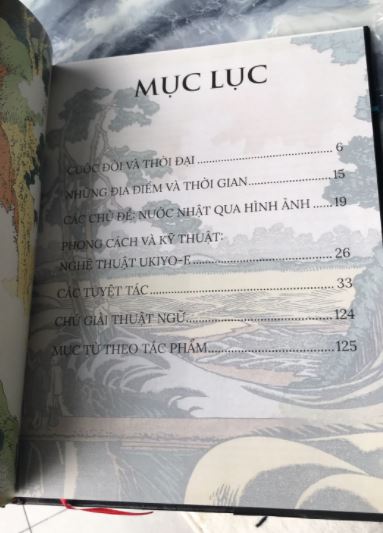 MỤC LỤC
CUỘC ĐỜI VÀ THỜI ĐẠI 6
NHỮNG ĐỊA ĐIỂM VÀ THỜI GIAN 15
CÁC CHỦ ĐỀ: NƯỚC NHẬT QUA HÌNH ẢNH 19
PHONG CÁCH VÀ KỸ THUẬT:
NGHỆ THUẬT UKIYO-E 26
CÁC TUYỆT TÁC 33
CHÚ GIẢI THUẬT NGỮ 124
MỤC TỪ THEO TÁC PHẨM 125